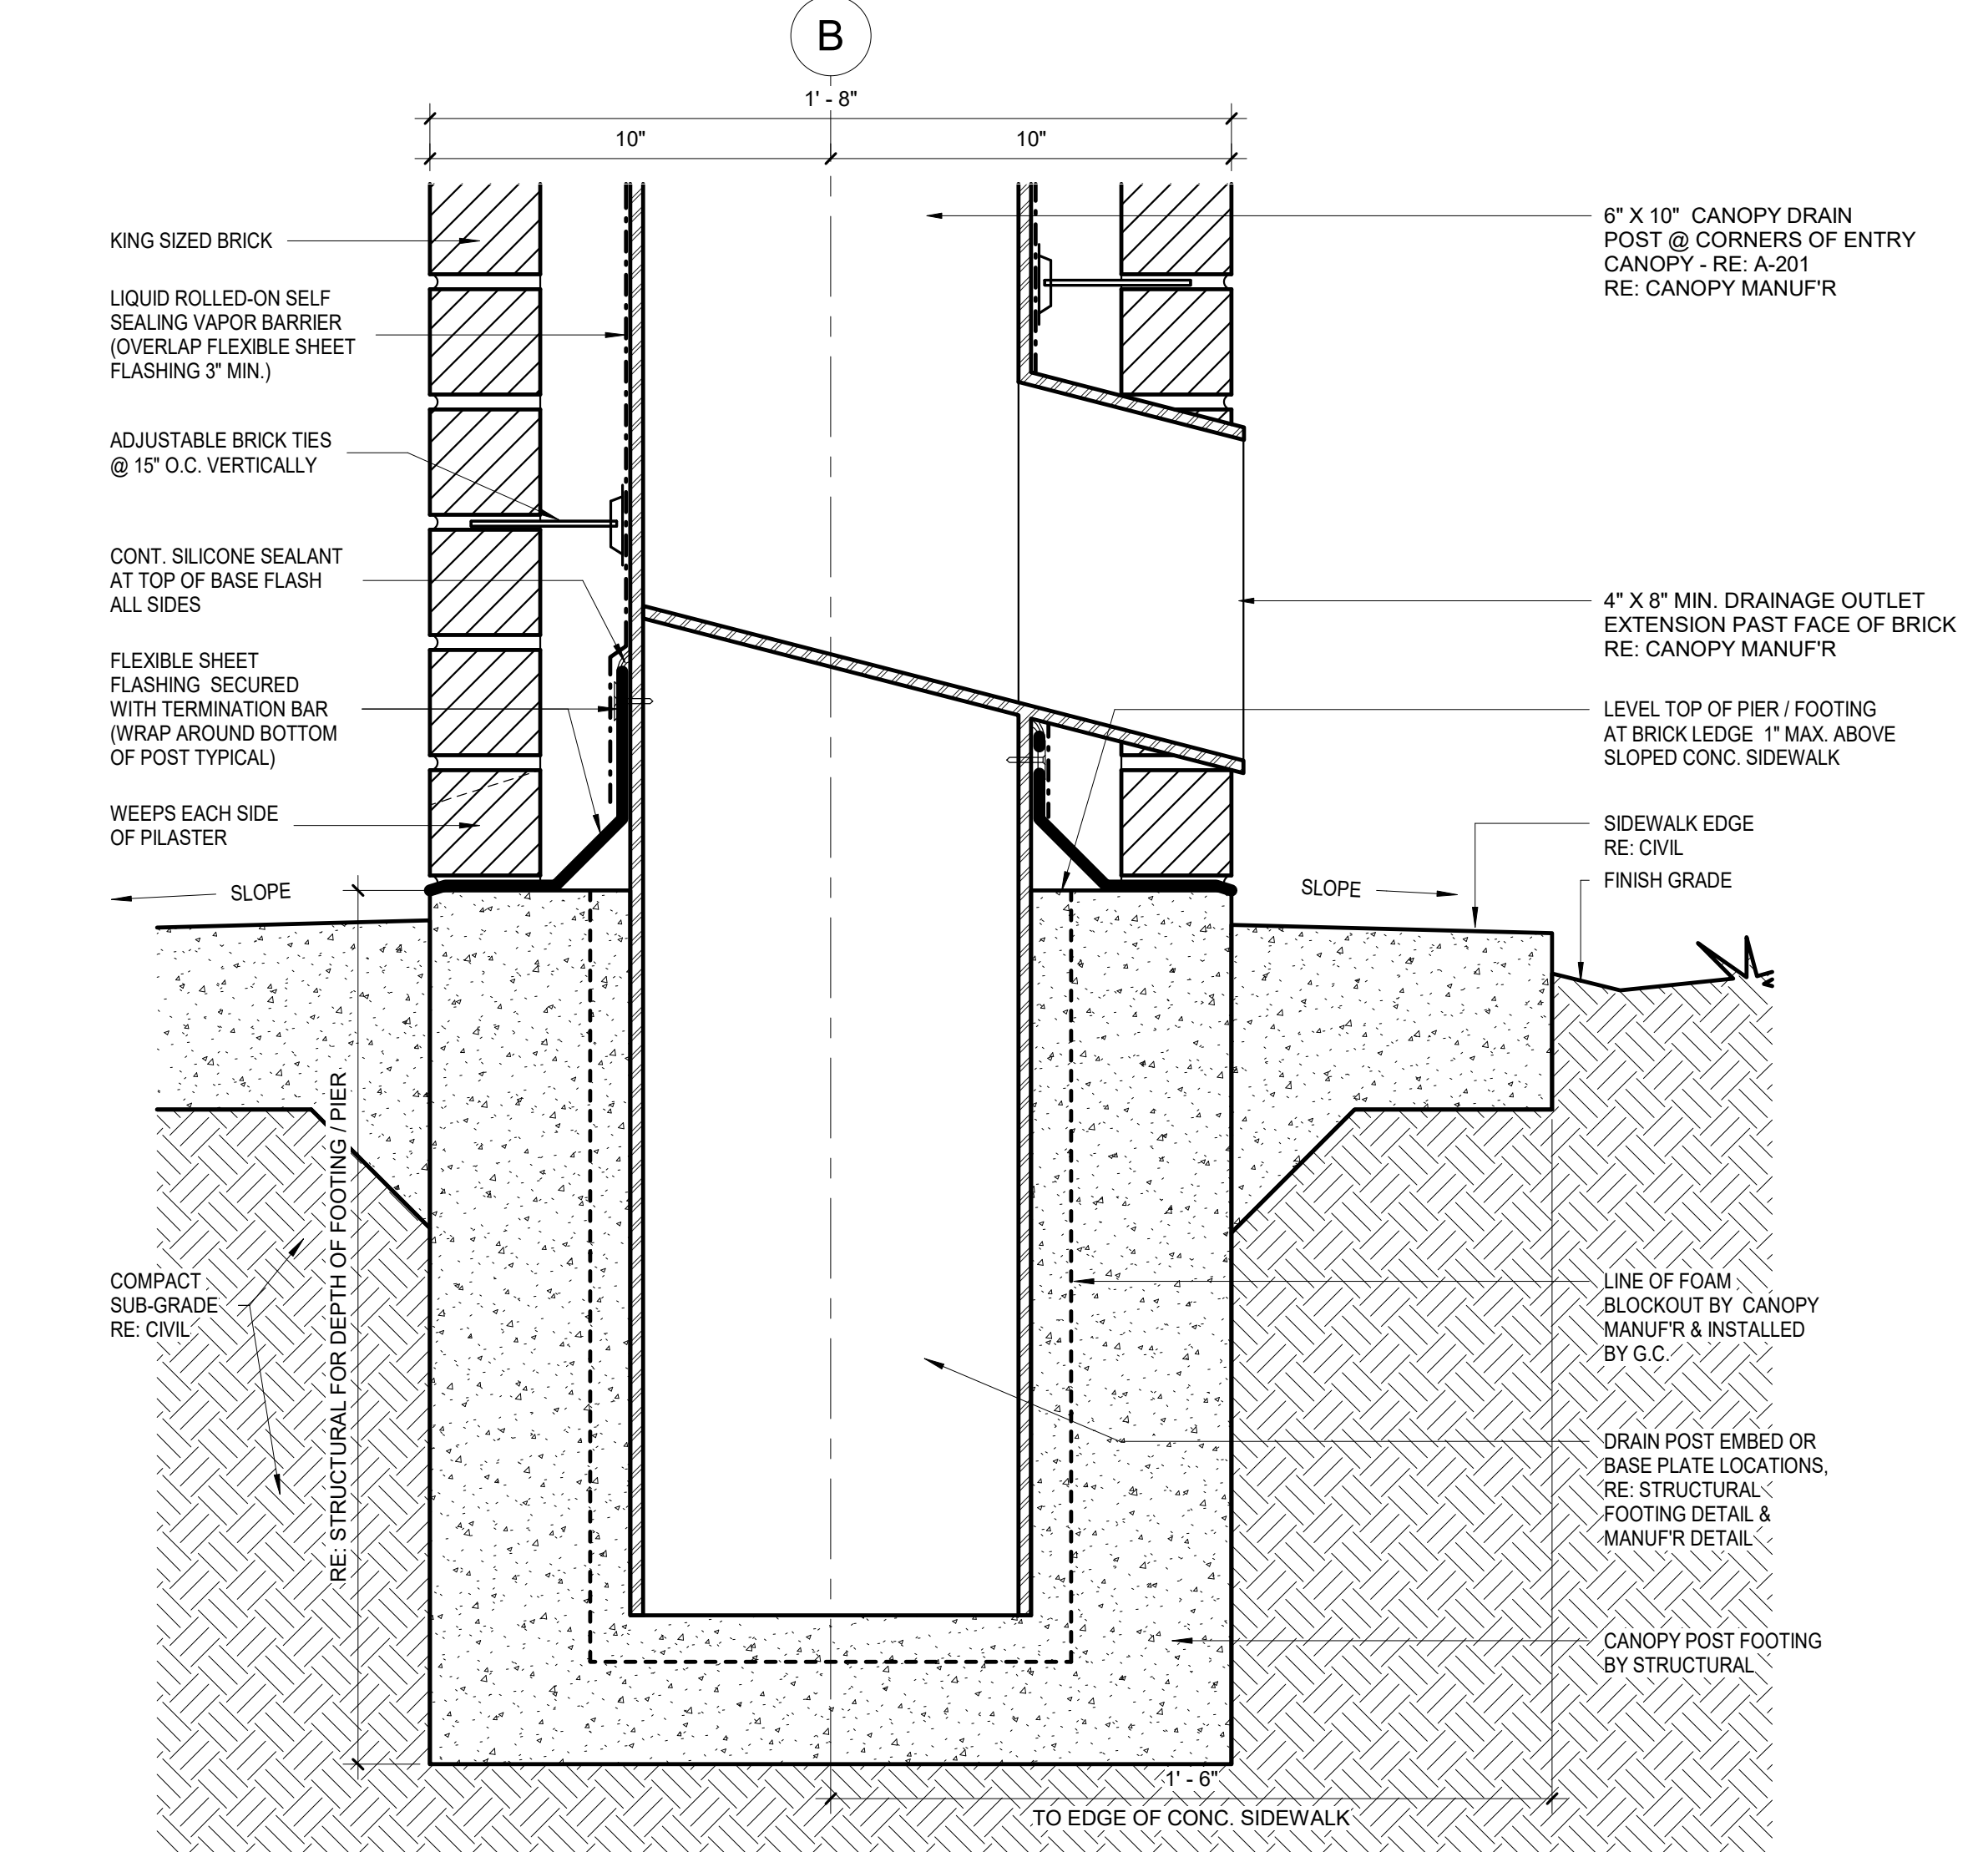 B
1' - 8"
10"
10"
KING SIZED BRICK
LIQUID ROLLED-ON SELF
SEALING VAPOR BARRIER
(OVERLAP FLEXIBLE SHEET
FLASHING 3" MIN.)
ADJUSTABLE BRICK TIES
@ 15" O.C. VERTICALLY
CONT. SILICONE SEALANT
AT TOP OF BASE FLASH
ALL SIDES
FLEXIBLE SHEET
FLASHING  SECURED
WITH TERMINATION BAR
(WRAP AROUND BOTTOM
OF POST TYPICAL)
WEEPS EACH SIDE
OF PILASTER
SLOPE
RE: STRUCTURAL FOR DEPTH OF FOOTING / PIER
COMPACT
SUB-GRADE
RE: CIVIL
6" X 10"  CANOPY DRAIN
POST @ CORNERS OF ENTRY
CANOPY - RE: A-201
RE: CANOPY MANUF'R
4" X 8" MIN. DRAINAGE OUTLET
EXTENSION PAST FACE OF BRICK
RE: CANOPY MANUF'R
LEVEL TOP OF PIER / FOOTING
AT BRICK LEDGE  1" MAX. ABOVE
SLOPED CONC. SIDEWALK
SIDEWALK EDGE
RE: CIVIL
FINISH GRADE
SLOPE
LINE OF FOAM
BLOCKOUT BY  CANOPY
MANUF'R & INSTALLED
BY G.C.
DRAIN POST EMBED OR
BASE PLATE LOCATIONS,
RE: STRUCTURAL
FOOTING DETAIL &
MANUF'R DETAIL
CANOPY POST FOOTING
BY STRUCTURAL
1' - 6"
TO EDGE OF CONC. SIDEWALK